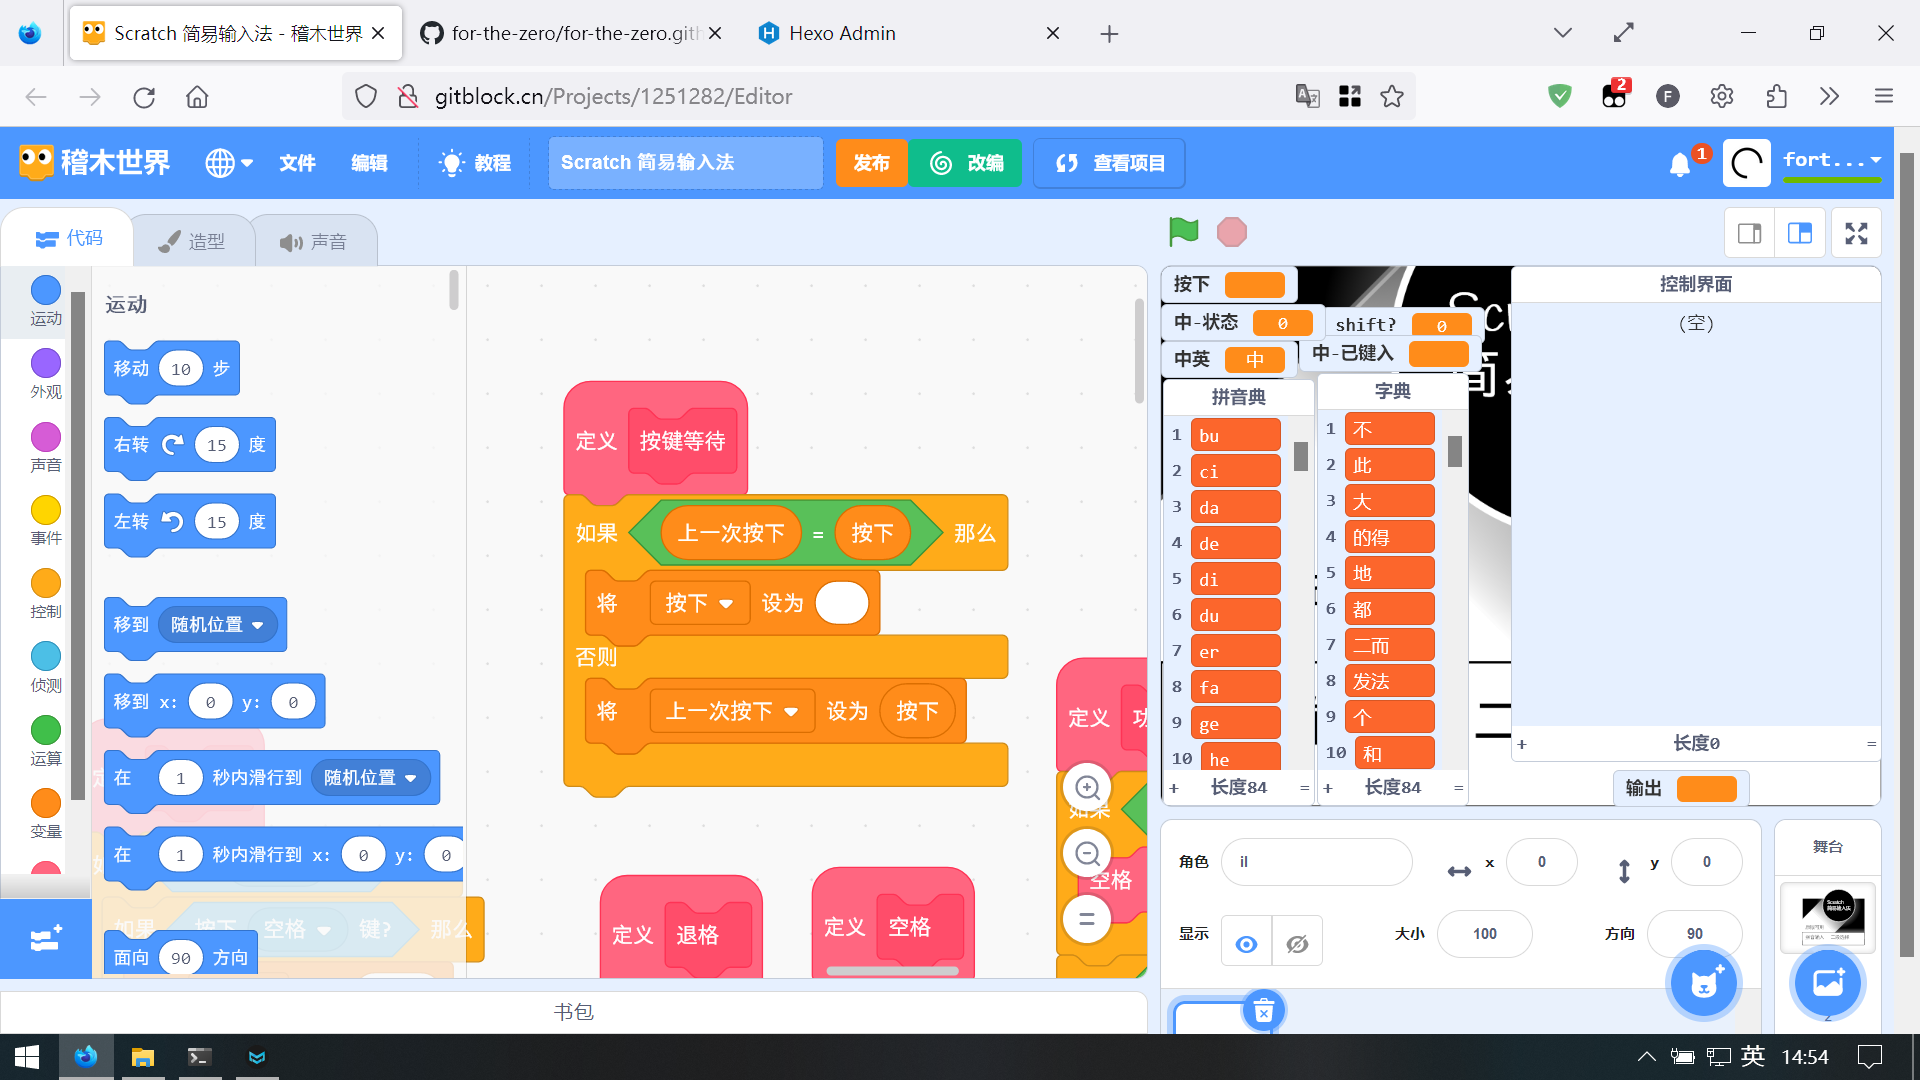 Scratch 简易输入法 - 稽木世界
for-the-zero/for-the-zero.gith
Hexo Admin
gitblock.cn/Projects/1251282/Editor
2
F
稽木世界
文件
编辑
教程
Scratch 简易输入法
发布
改编
查看项目
1
fort...
代码
造型
声音
运动
外观
声音
事件
控制
侦测
运算
变量
运动
移动 10 步
右转 15 度
左转 15 度
移到 随机位置
移到 x: 0 y: 0
在 1 秒内滑行到 随机位置
在 1 秒内滑行到 x: 0 y: 0
如果 按下 空格 键? 那么
面向 90 方向
定义 按键等待
如果 上一次按下 = 按下 那么
将 按下 设为
否则
将 上一次按下 设为 按下
定义 退格
定义 空格
定义
如果
空格
按下
中-状态 0
shift? 0
中英 中
中-已键入
拼音典
1 bu
2 ci
3 da
4 de
5 di
6 du
7 er
8 fa
9 ge
10 he
+ 长度84 =
字典
1 不
2 此
3 大
4 的得
5 地
6 都
7 二而
8 发法
9 个
10 和
+ 长度84 =
控制界面
(空)
+ 长度0 =
输出
角色 il
x 0
y 0
显示
大小 100
方向 90
舞台
2
书包
英
14:54